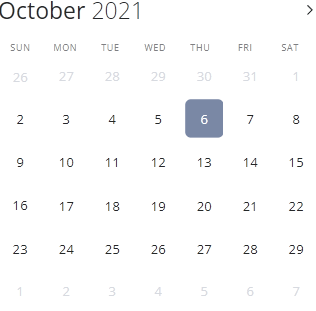 October 2021
SUN MON TUE WED THU FRI SAT
26 27 28 29 30 31 1
2 3 4 5 6 7 8
9 10 11 12 13 14 15
16 17 18 19 20 21 22
23 24 25 26 27 28 29
1 2 3 4 5 6 7